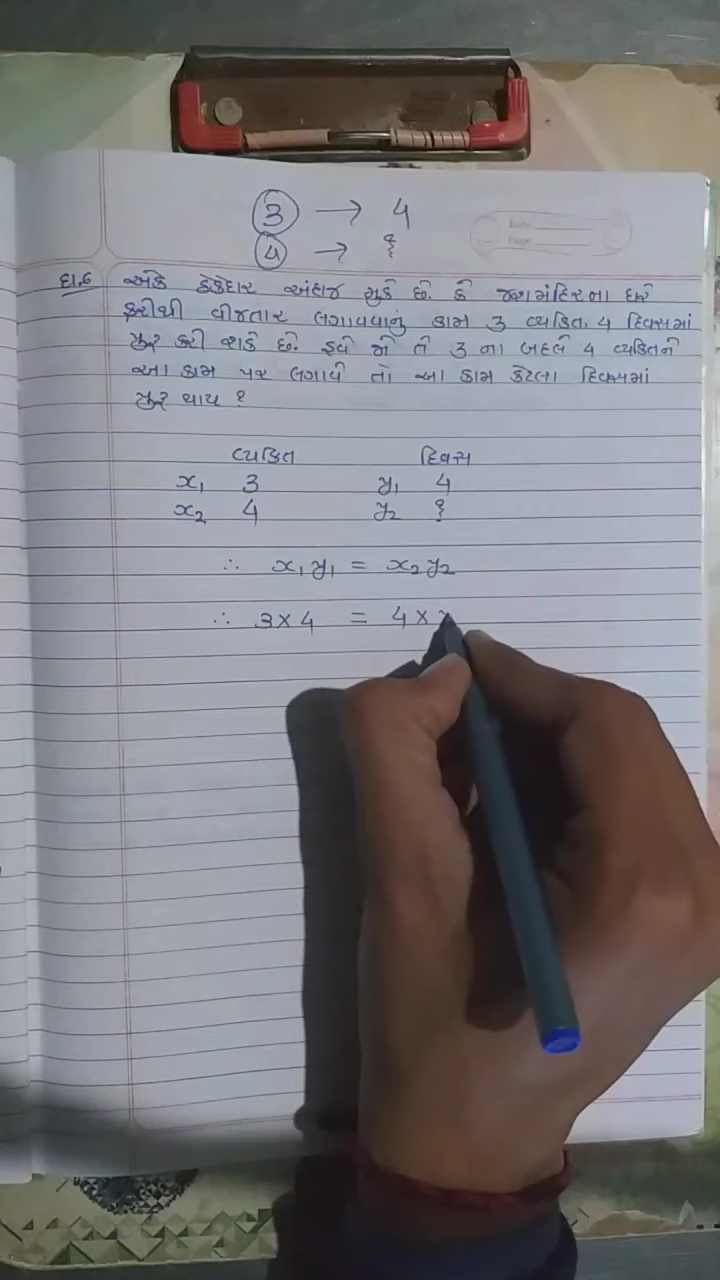 3 → 4
4 → ?
દા.6 એક ઠેકેદાર અંદાજ મુકે છે. કે જશમંદિરના ઘરે
ફરીથી વીજતાર લગાવવાનું કામ 3 વ્યકિત. 4 દિવસમાં
પુરૂ કરી શકે છે. હવે જો તે 3 ના બદલે 4 વ્યકિતને
આ કામ પર લગાવે તો આ કામ કેટલા દિવસમાં
પુરૂ થાય ?
વ્યકિત દિવસ
x₁ 3 y₁ 4
x₂ 4 y₂ ?
∴ x₁y₁ = x₂y₂
∴ 3×4 = 4×